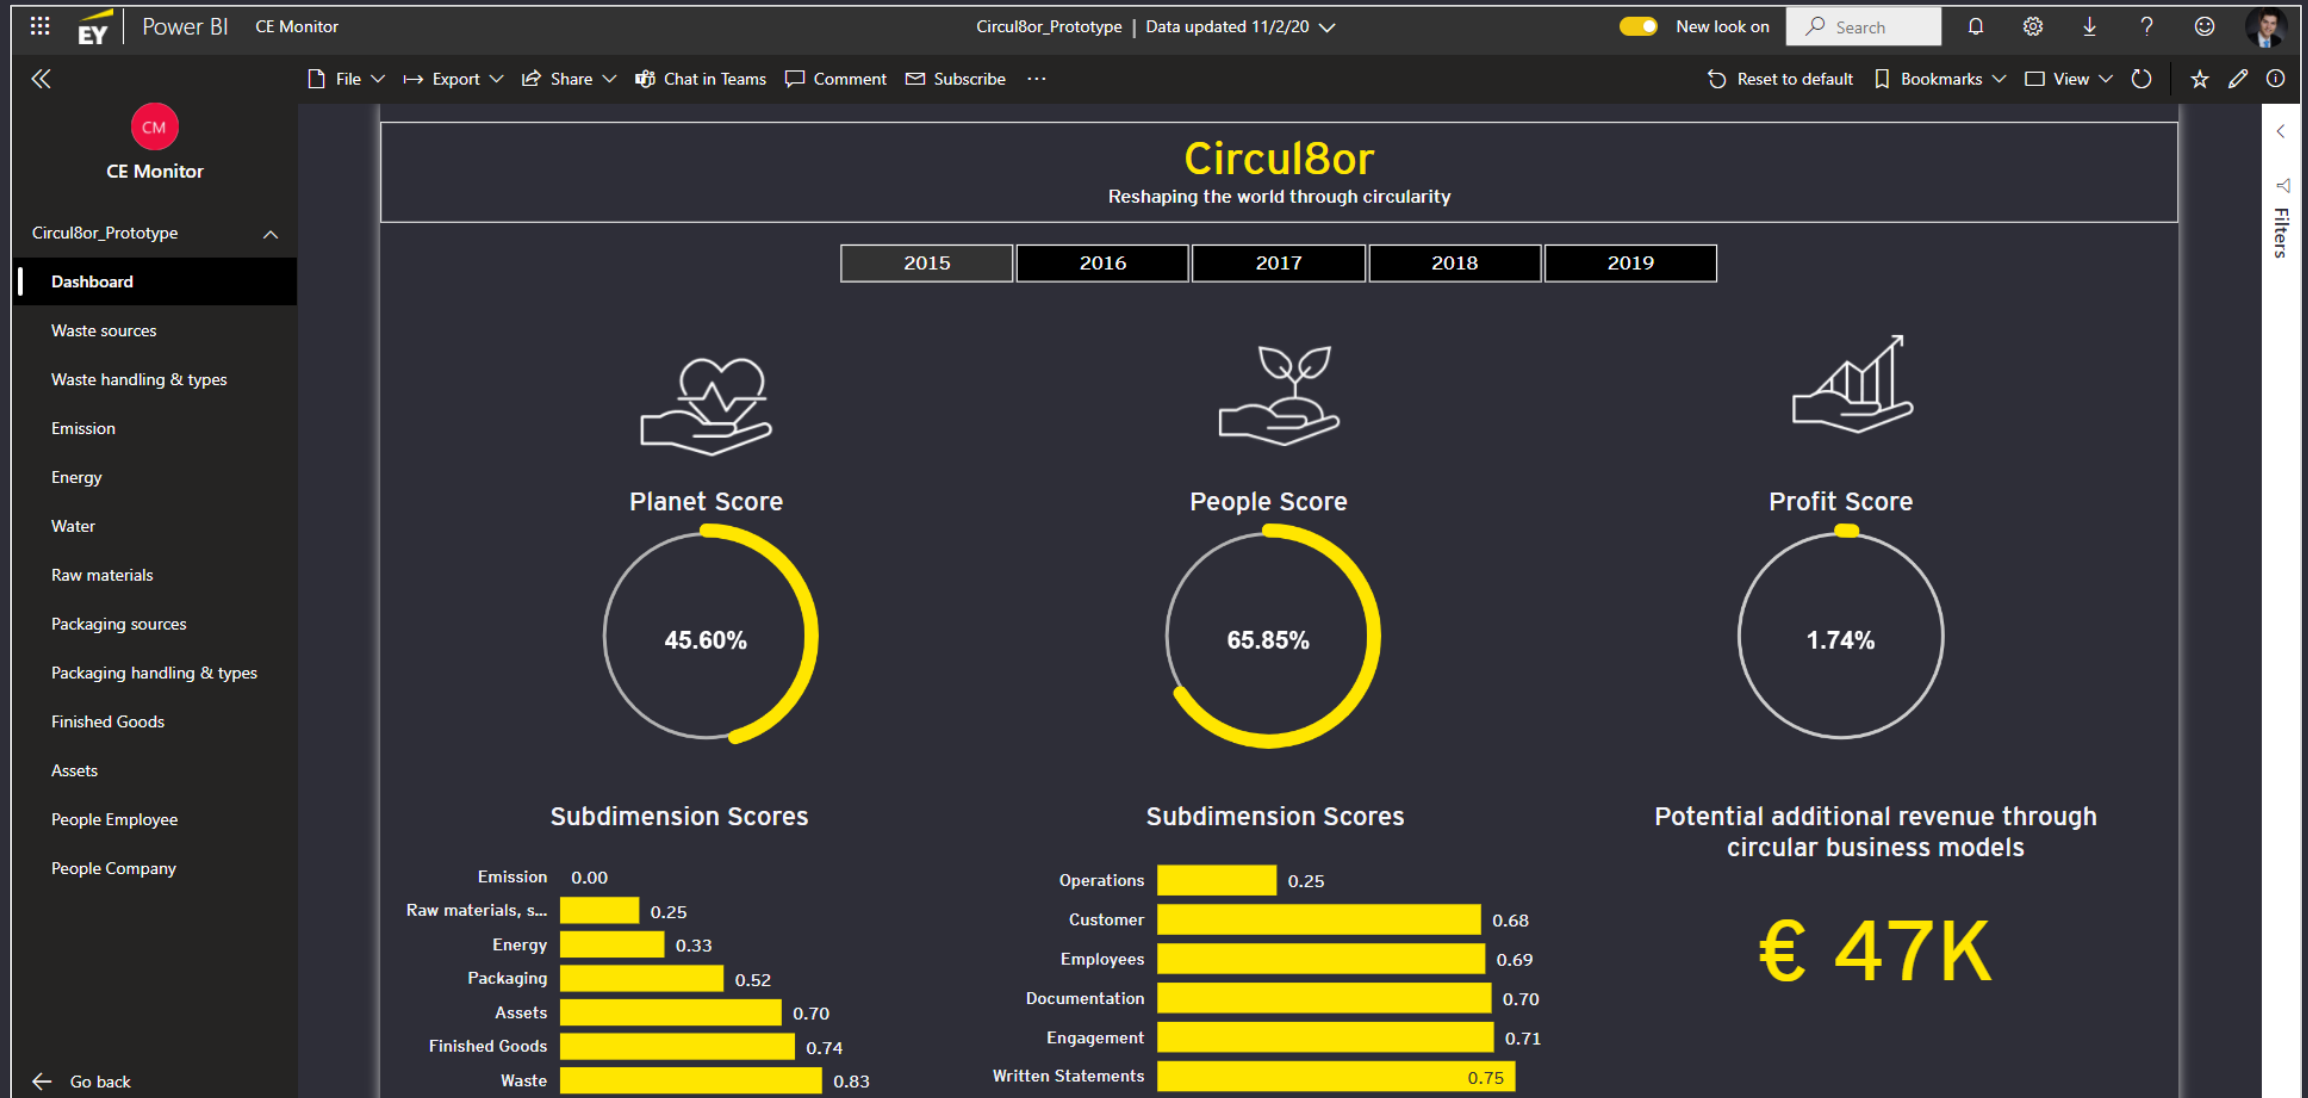 EY Power BI CE Monitor Circul8or_Prototype | Data updated 11/2/20 New look on Search
File Export Share Chat in Teams Comment Subscribe ··· Reset to default Bookmarks View
CM
CE Monitor
Circul8or_Prototype
Dashboard
Waste sources
Waste handling & types
Emission
Energy
Water
Raw materials
Packaging sources
Packaging handling & types
Finished Goods
Assets
People Employee
People Company
Go back
Circul8or
Reshaping the world through circularity
2015 2016 2017 2018 2019
Planet Score
45.60%
Subdimension Scores
Emission 0.00
Raw materials, s... 0.25
Energy 0.33
Packaging 0.52
Assets 0.70
Finished Goods 0.74
Waste 0.83
People Score
65.85%
Subdimension Scores
Operations 0.25
Customer 0.68
Employees 0.69
Documentation 0.70
Engagement 0.71
Written Statements 0.75
Profit Score
1.74%
Potential additional revenue through
circular business models
€ 47K
Filters